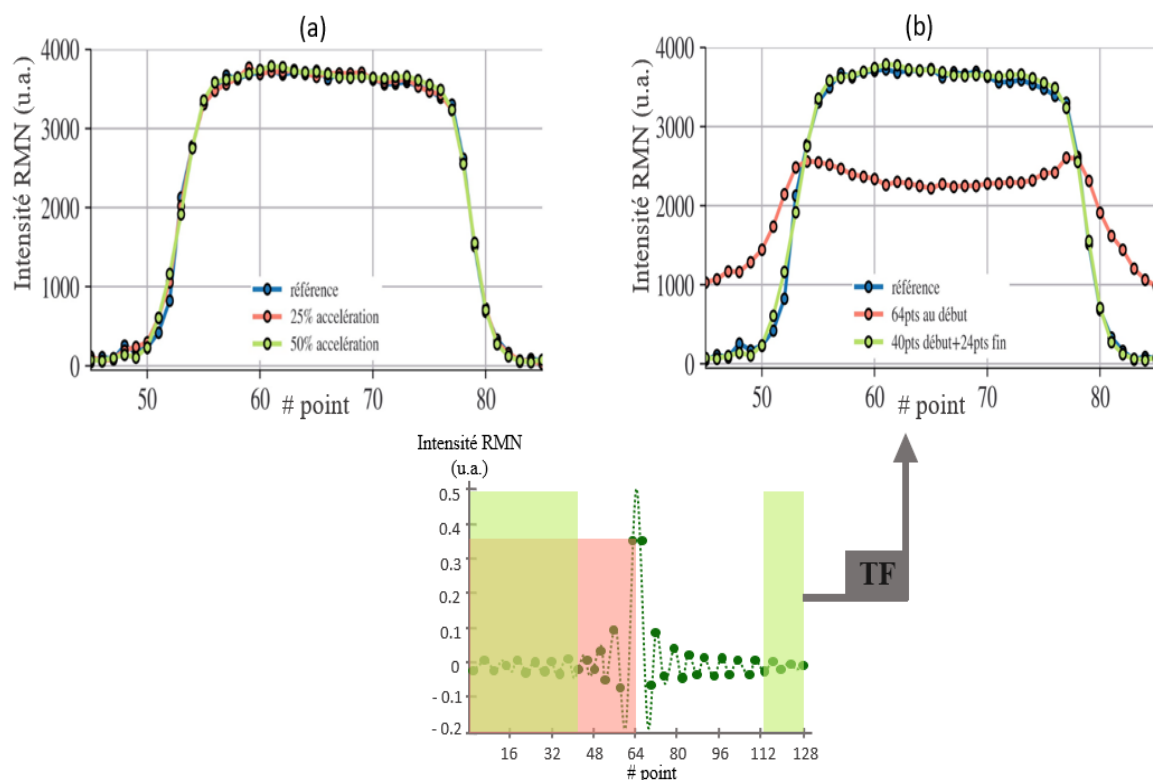 (a)
Intensité RMN (u.a.)
4000
3000
2000
1000
0
référence
25% accelération
50% accelération
50
60
70
80
# point
(b)
Intensité RMN (u.a.)
4000
3000
2000
1000
0
référence
64pts au début
40pts début+24pts fin
50
60
70
80
# point
Intensité RMN
(u.a.)
0.5
0.4
0.3
0.2
0.1
0
- 0.1
- 0.2
16
32
48
64
80
96
112
128
# point
TF